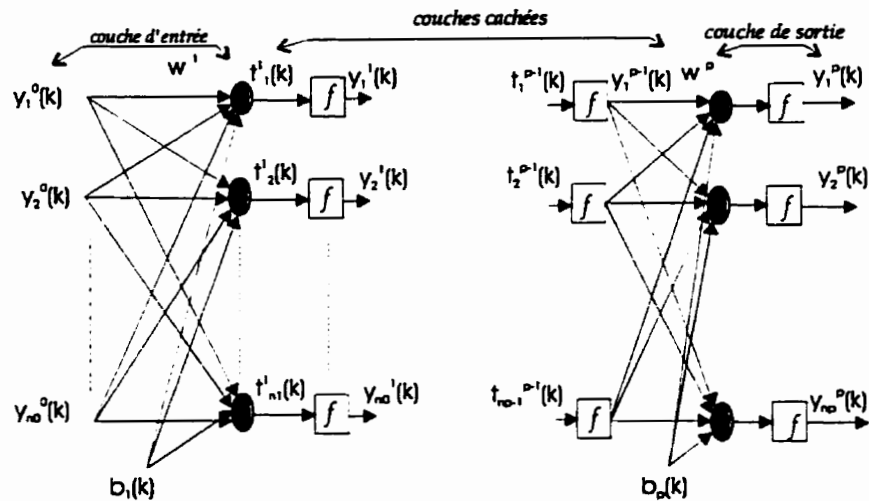 couches cachées
couche d'entrée
couche de sortie
w¹ t¹₁(k) y₁¹(k) t₁ᵖ⁻¹(k) y₁ᵖ⁻¹(k) wᵖ y₁ᵖ(k)
y₁⁰(k) f f f
t¹₂(k) y₂¹(k) t₂ᵖ⁻¹(k) y₂ᵖ(k)
y₂⁰(k) f f f
t¹ₙ₁(k) yₙ₀¹(k) tₙₚ₋₁ᵖ⁻¹(k) yₙₚᵖ(k)
yₙ₀⁰(k) f f f
b₁(k) bₚ(k)